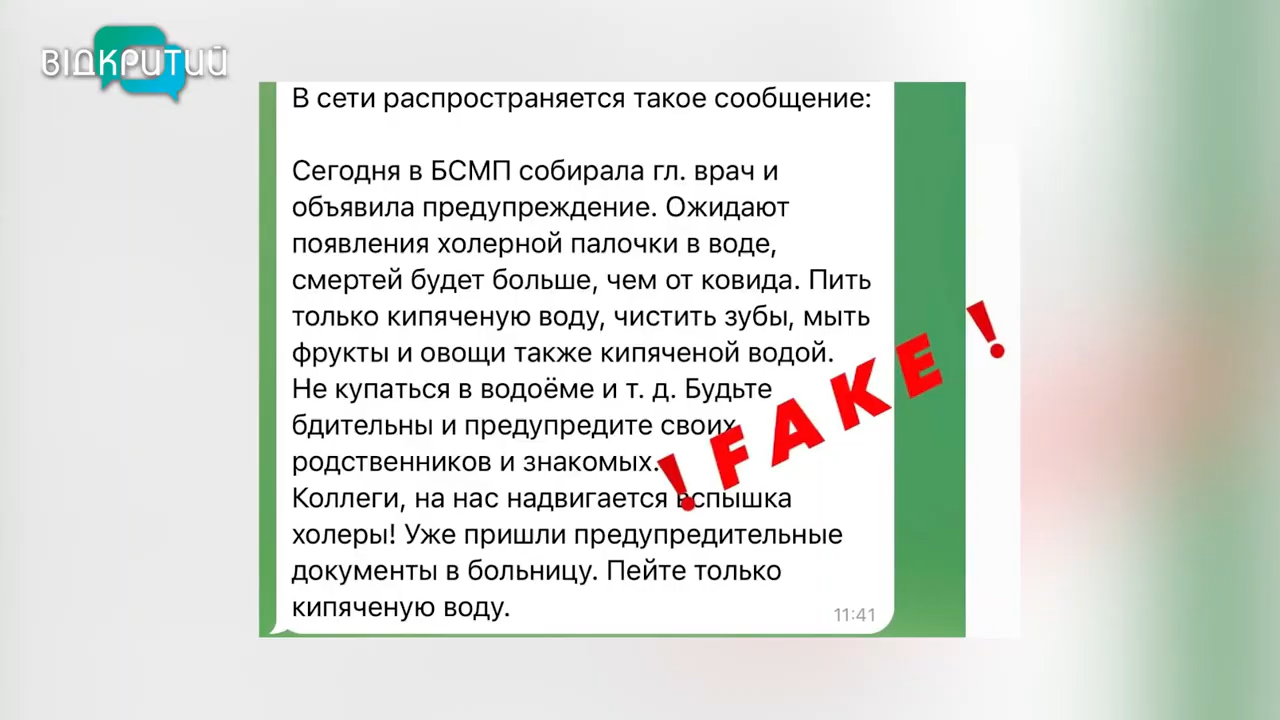 ВІДКРИТИЙ
В сети распространяется такое сообщение:
Сегодня в БСМП собирала гл. врач и
объявила предупреждение. Ожидают
появления холерной палочки в воде,
смертей будет больше, чем от ковида. Пить
только кипяченую воду, чистить зубы, мыть
фрукты и овощи также кипяченой водой.
Не купаться в водоёме и т. д. Будьте
бдительны и предупредите своих
родственников и знакомых.
Коллеги, на нас надвигается вспышка
холеры! Уже пришли предупредительные
документы в больницу. Пейте только
кипяченую воду.
11:41
! FAKE !